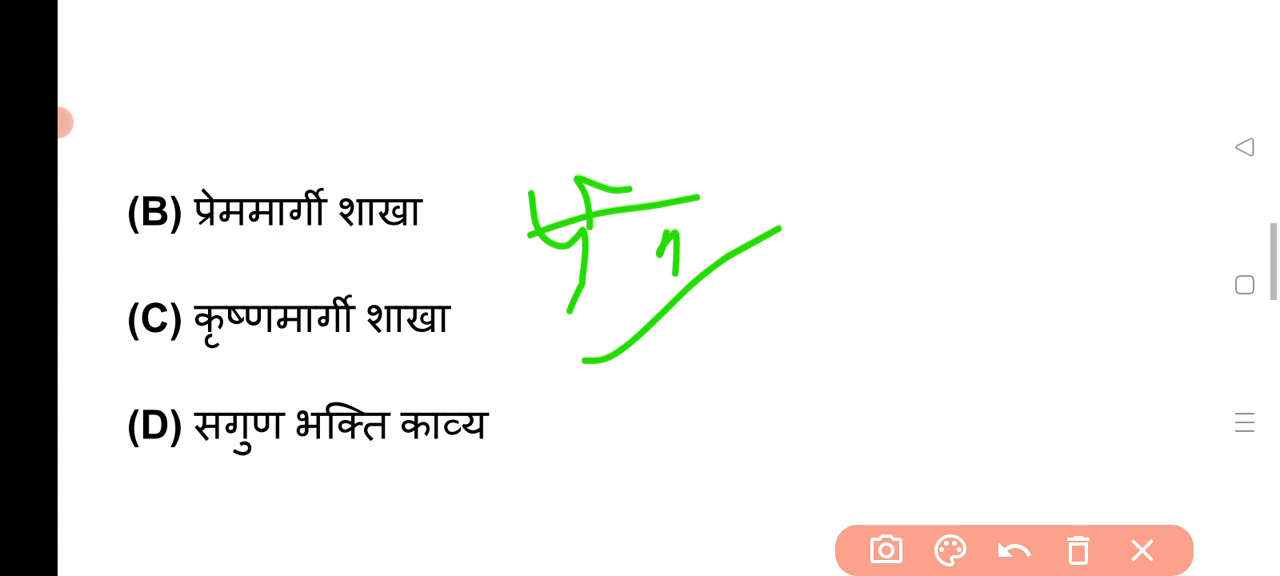 (B) प्रेममार्गी शाखा
(C) कृष्णमार्गी शाखा
(D) सगुण भक्ति काव्य